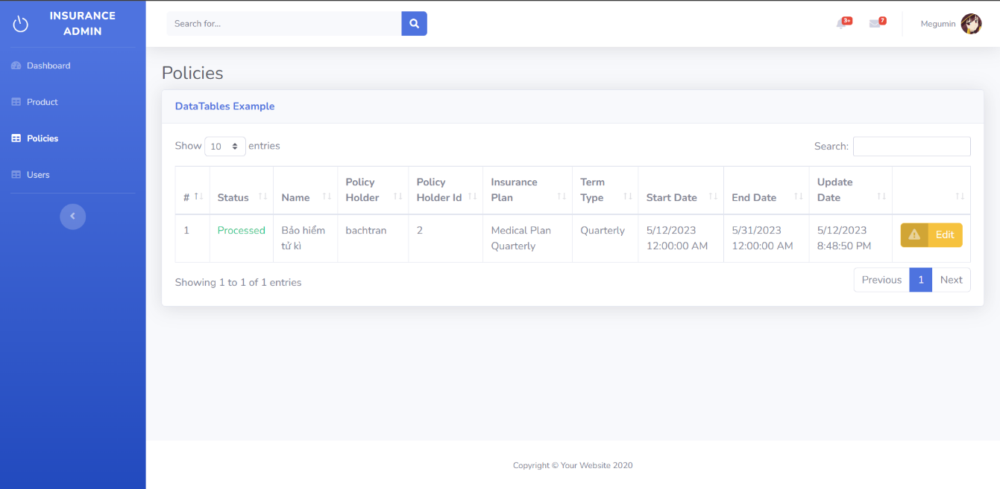 INSURANCE
ADMIN
Search for...
3+
7
Megumin
Dashboard
Product
Policies
Users
Policies
DataTables Example
Show 10 entries
Search:
# Status Name Policy Holder Policy Holder Id Insurance Plan Term Type Start Date End Date Update Date
1 Processed Bảo hiểm tử kì bachtran 2 Medical Plan Quarterly Quarterly 5/12/2023 12:00:00 AM 5/31/2023 12:00:00 AM 5/12/2023 8:48:50 PM Edit
Showing 1 to 1 of 1 entries
Previous 1 Next
Copyright © Your Website 2020